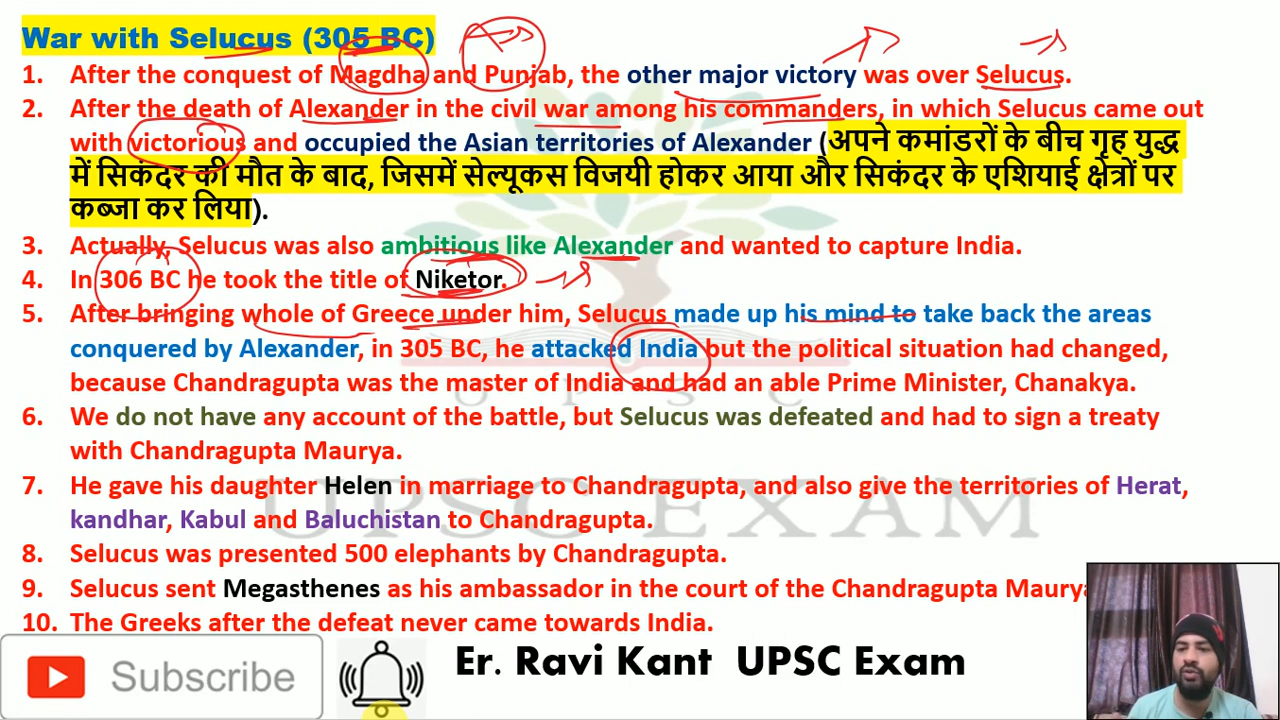 War with Selucus (305 BC)
1. After the conquest of Magdha and Punjab, the other major victory was over Selucus.
2. After the death of Alexander in the civil war among his commanders, in which Selucus came out
with victorious and occupied the Asian territories of Alexander (अपने कमांडरों के बीच गृह युद्ध
में सिकंदर की मौत के बाद, जिसमें सेल्यूकस विजयी होकर आया और सिकंदर के एशियाई क्षेत्रों पर
कब्जा कर लिया).
3. Actually, Selucus was also ambitious like Alexander and wanted to capture India.
4. In 306 BC he took the title of Niketor.
5. After bringing whole of Greece under him, Selucus made up his mind to take back the areas
conquered by Alexander, in 305 BC, he attacked India but the political situation had changed,
because Chandragupta was the master of India and had an able Prime Minister, Chanakya.
UPSC
6. We do not have any account of the battle, but Selucus was defeated and had to sign a treaty
with Chandragupta Maurya.
7. He gave his daughter Helen in marriage to Chandragupta, and also give the territories of Herat,
kandhar, Kabul and Baluchistan to Chandragupta.
UPSC EXAM
8. Selucus was presented 500 elephants by Chandragupta.
9. Selucus sent Megasthenes as his ambassador in the court of the Chandragupta Maurya
10. The Greeks after the defeat never came towards India.
Subscribe
Er. Ravi Kant UPSC Exam